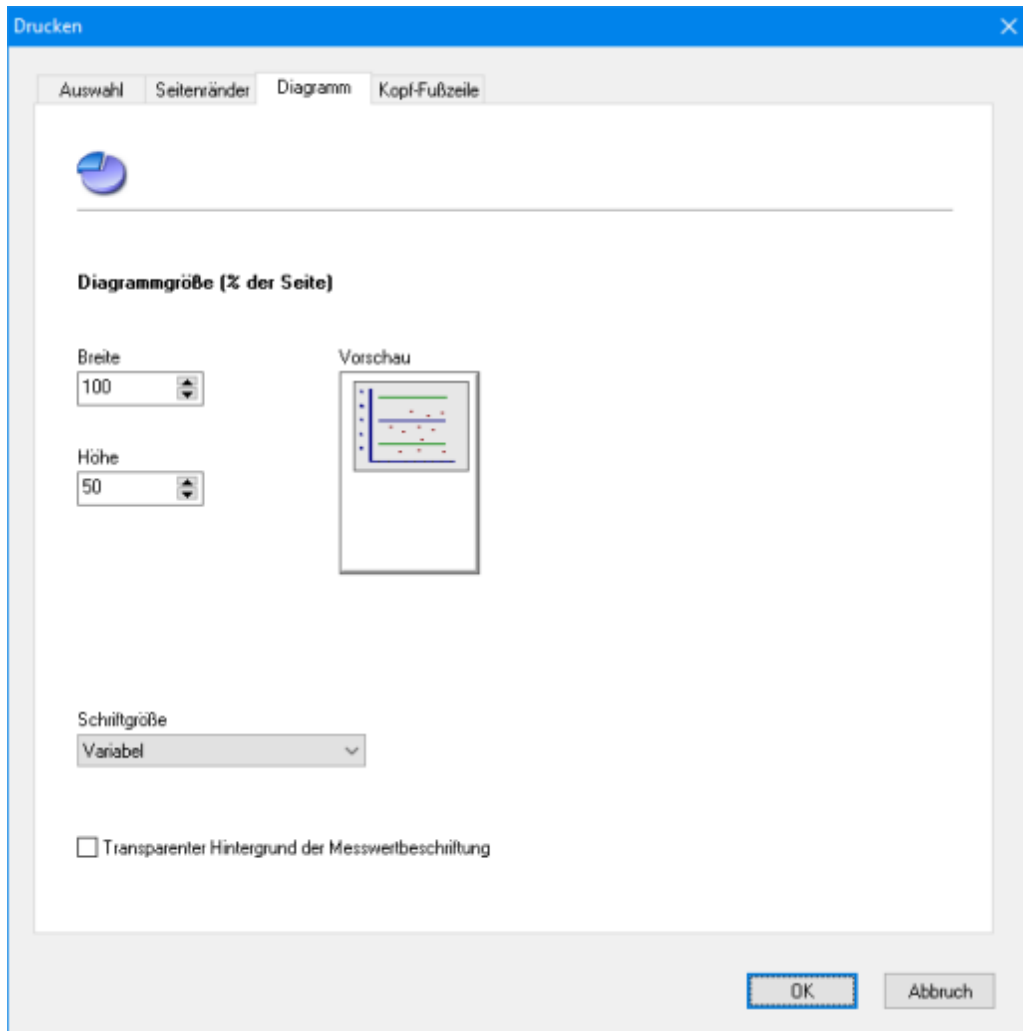 Drucken
Auswahl Seitenränder Diagramm Kopf-Fußzeile
Diagrammgröße (% der Seite)
Breite Vorschau
100
Höhe
50
Schriftgröße
Variabel
Transparenter Hintergrund der Messwertbeschriftung
OK Abbruch